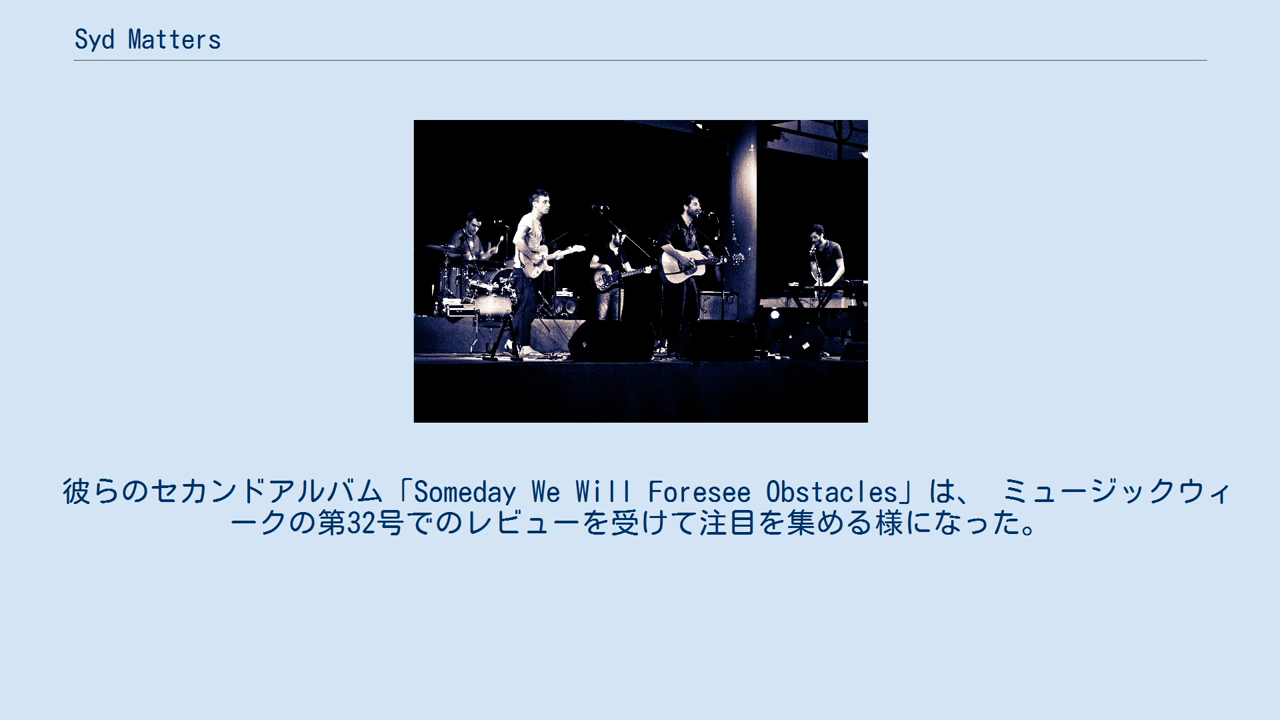 Syd Matters
彼らのセカンドアルバム「Someday We Will Foresee Obstacles」は、 ミュージックウィ
ークの第32号でのレビューを受けて注目を集める様になった。